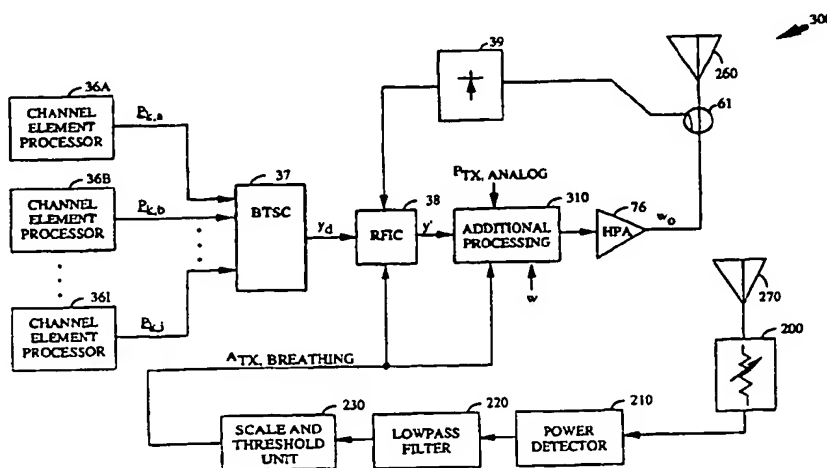 300
36A
CHANNEL
ELEMENT
PROCESSOR
Pk,a
39
260
61
36B
CHANNEL
ELEMENT
PROCESSOR
Pk,b
37
BTSC
yd
38
RFIC
y'
PTX, ANALOG
310
ADDITIONAL
PROCESSING
w
76
HPA
wo
36I
CHANNEL
ELEMENT
PROCESSOR
Pk,i
270
200
ATX, BREATHING
230
SCALE AND
THRESHOLD
UNIT
220
LOWPASS
FILTER
210
POWER
DETECTOR